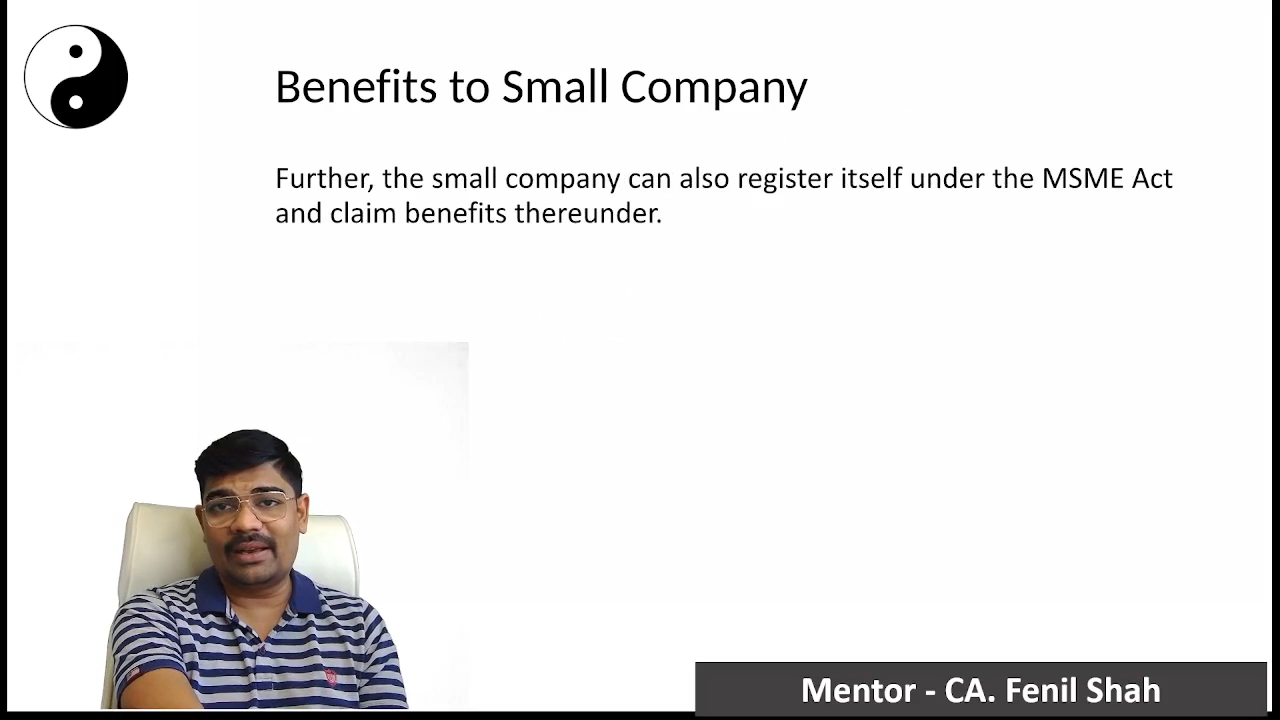 Benefits to Small Company
Further, the small company can also register itself under the MSME Act
and claim benefits thereunder.
Mentor - CA. Fenil Shah